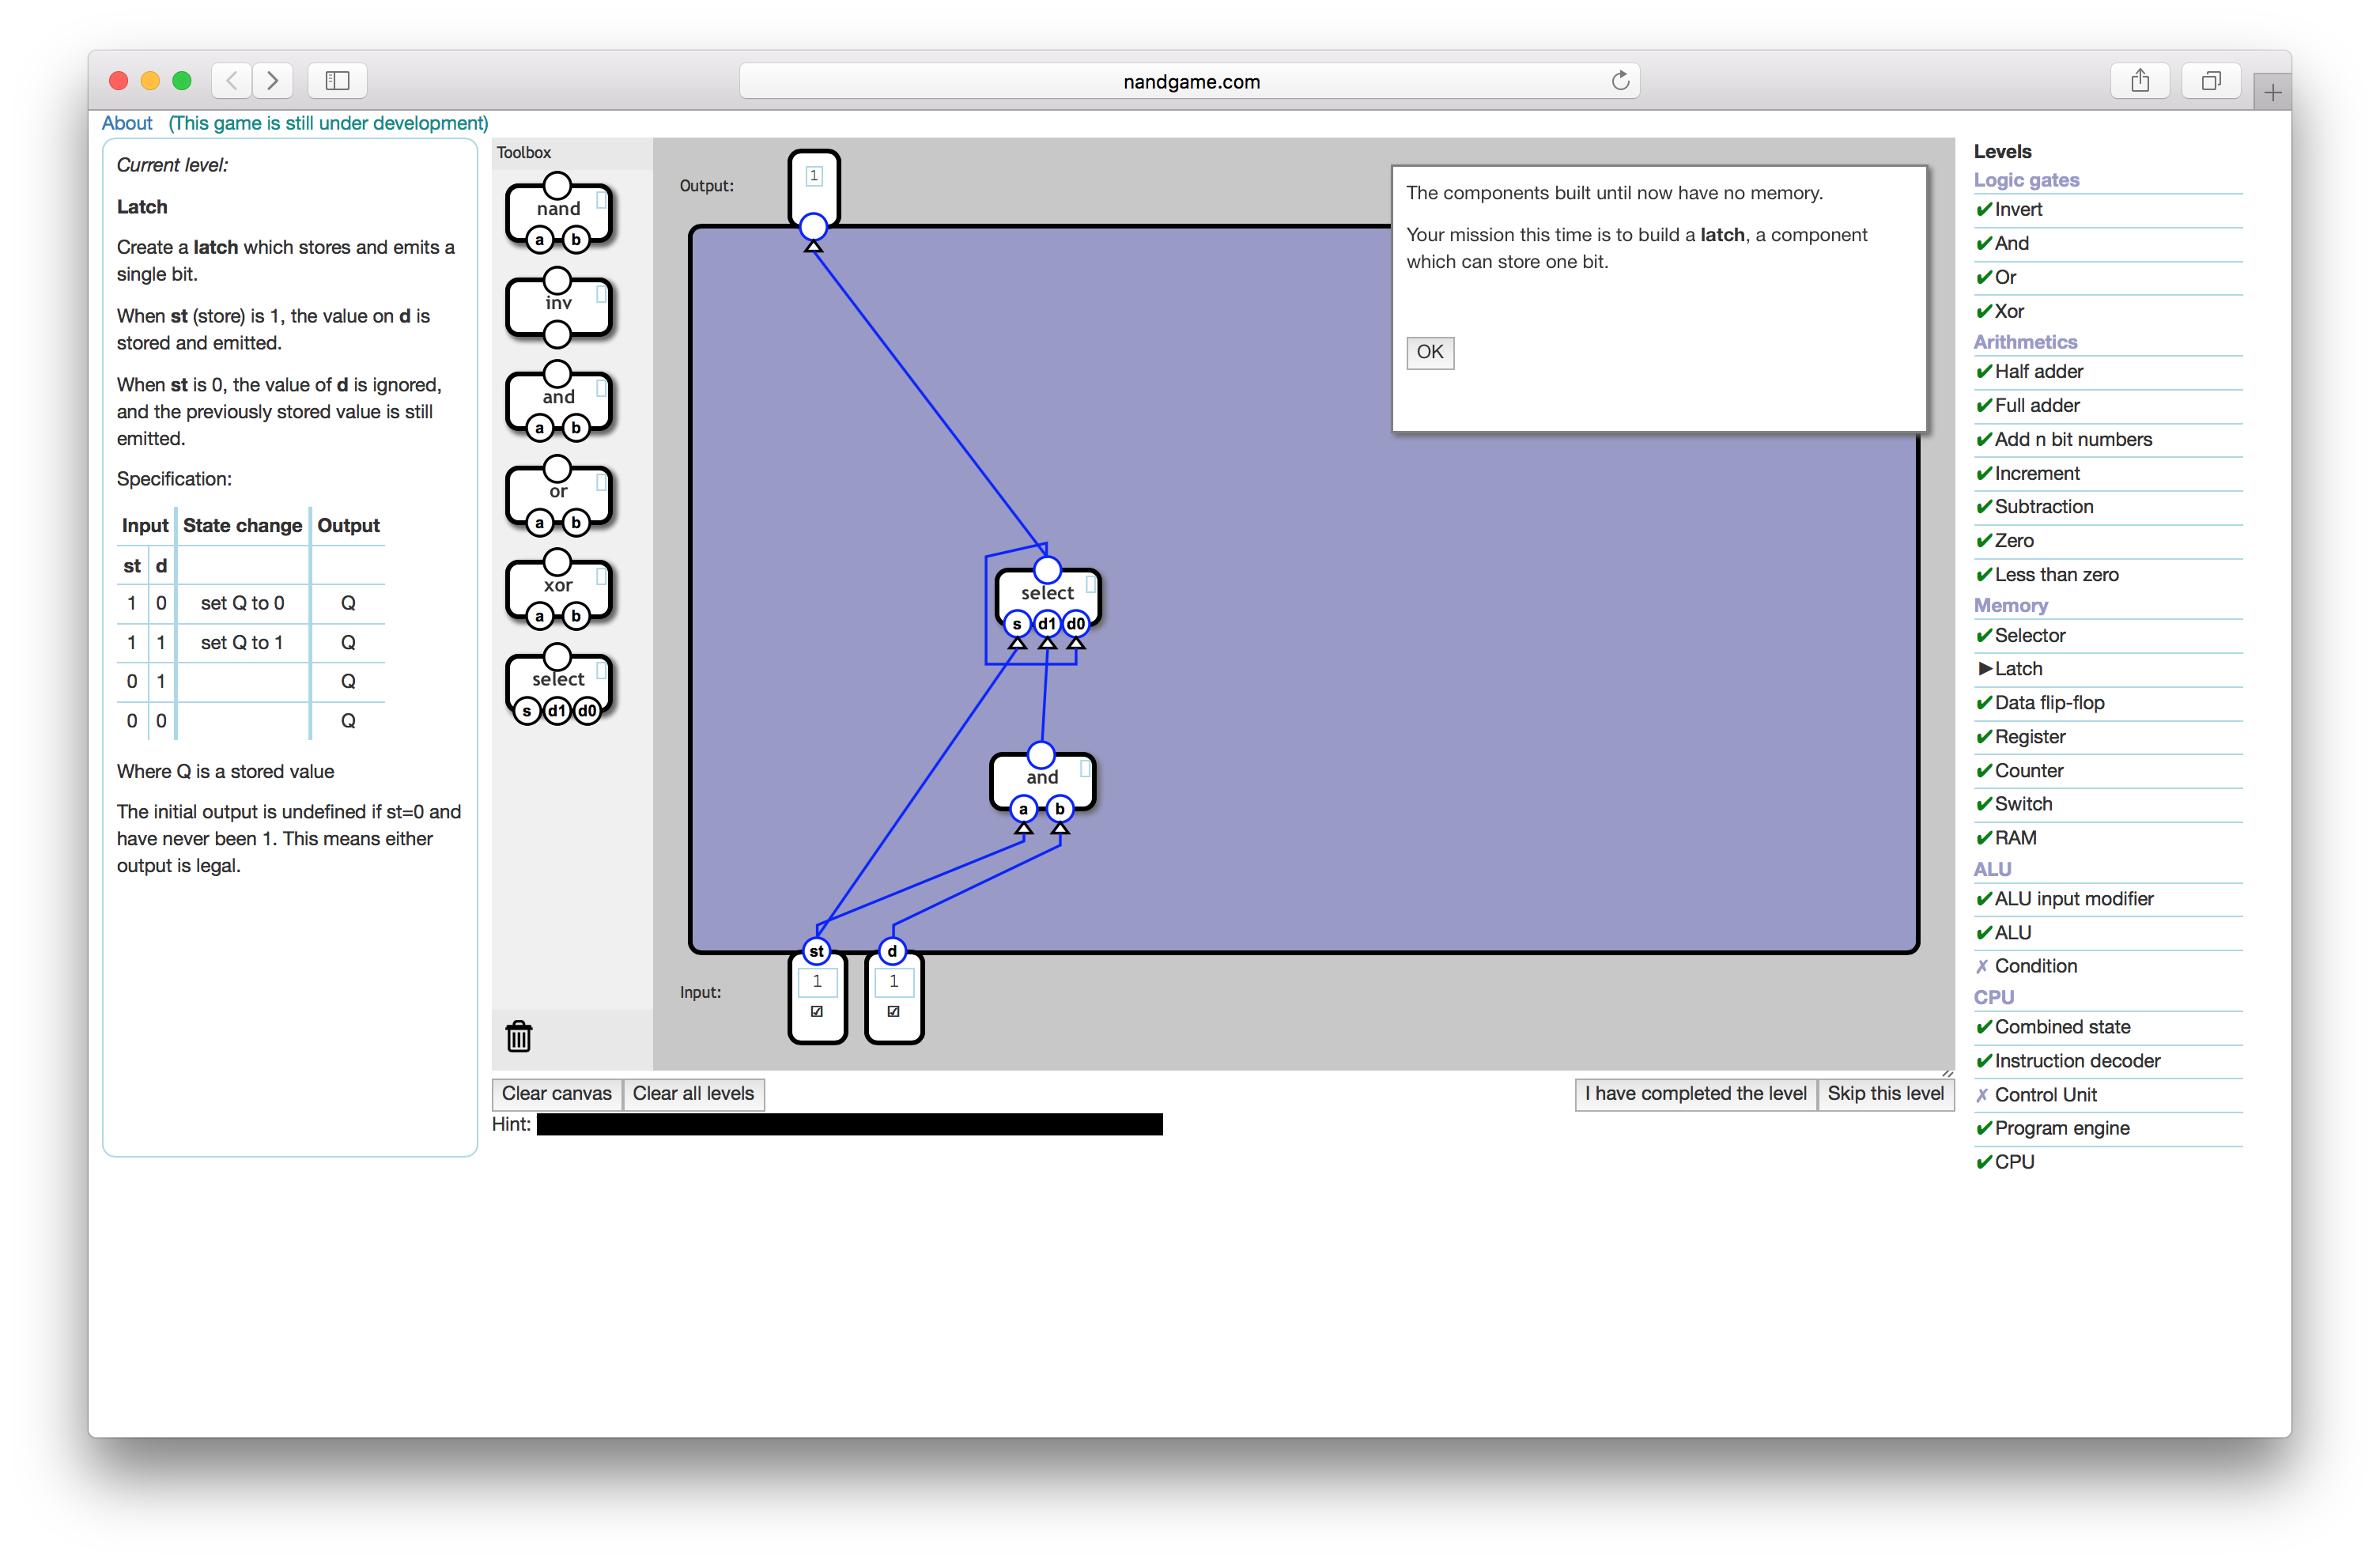 nandgame.com
About (This game is still under development)
Current level:
Latch
Create a latch which stores and emits a
single bit.
When st (store) is 1, the value on d is
stored and emitted.
When st is 0, the value of d is ignored,
and the previously stored value is still
emitted.
Specification:
Input State change Output
st d
1 0 set Q to 0 Q
1 1 set Q to 1 Q
0 1 Q
0 0 Q
Where Q is a stored value
The initial output is undefined if st=0 and
have never been 1. This means either
output is legal.
Toolbox
nand
a b
inv
and
a b
or
a b
xor
a b
select
s d1 d0
Output:
1
The components built until now have no memory.
Your mission this time is to build a latch, a component
which can store one bit.
OK
select
s d1 d0
and
a b
st d
Input:
1 1
Clear canvas Clear all levels
I have completed the level Skip this level
Hint:
Levels
Logic gates
Invert
And
Or
Xor
Arithmetics
Half adder
Full adder
Add n bit numbers
Increment
Subtraction
Zero
Less than zero
Memory
Selector
Latch
Data flip-flop
Register
Counter
Switch
RAM
ALU
ALU input modifier
ALU
Condition
CPU
Combined state
Instruction decoder
Control Unit
Program engine
CPU